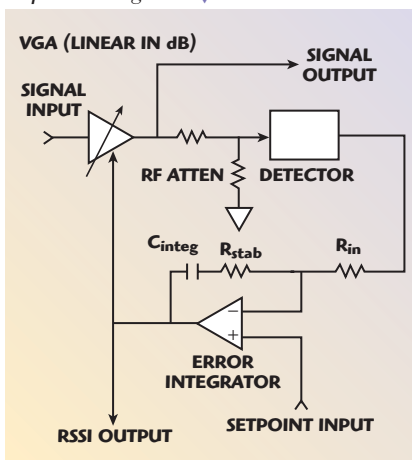 VGA (LINEAR IN dB)
SIGNAL
OUTPUT
SIGNAL
INPUT
RF ATTEN
DETECTOR
Cinteg
Rstab
Rin
−
+
ERROR
INTEGRATOR
SETPOINT INPUT
RSSI OUTPUT